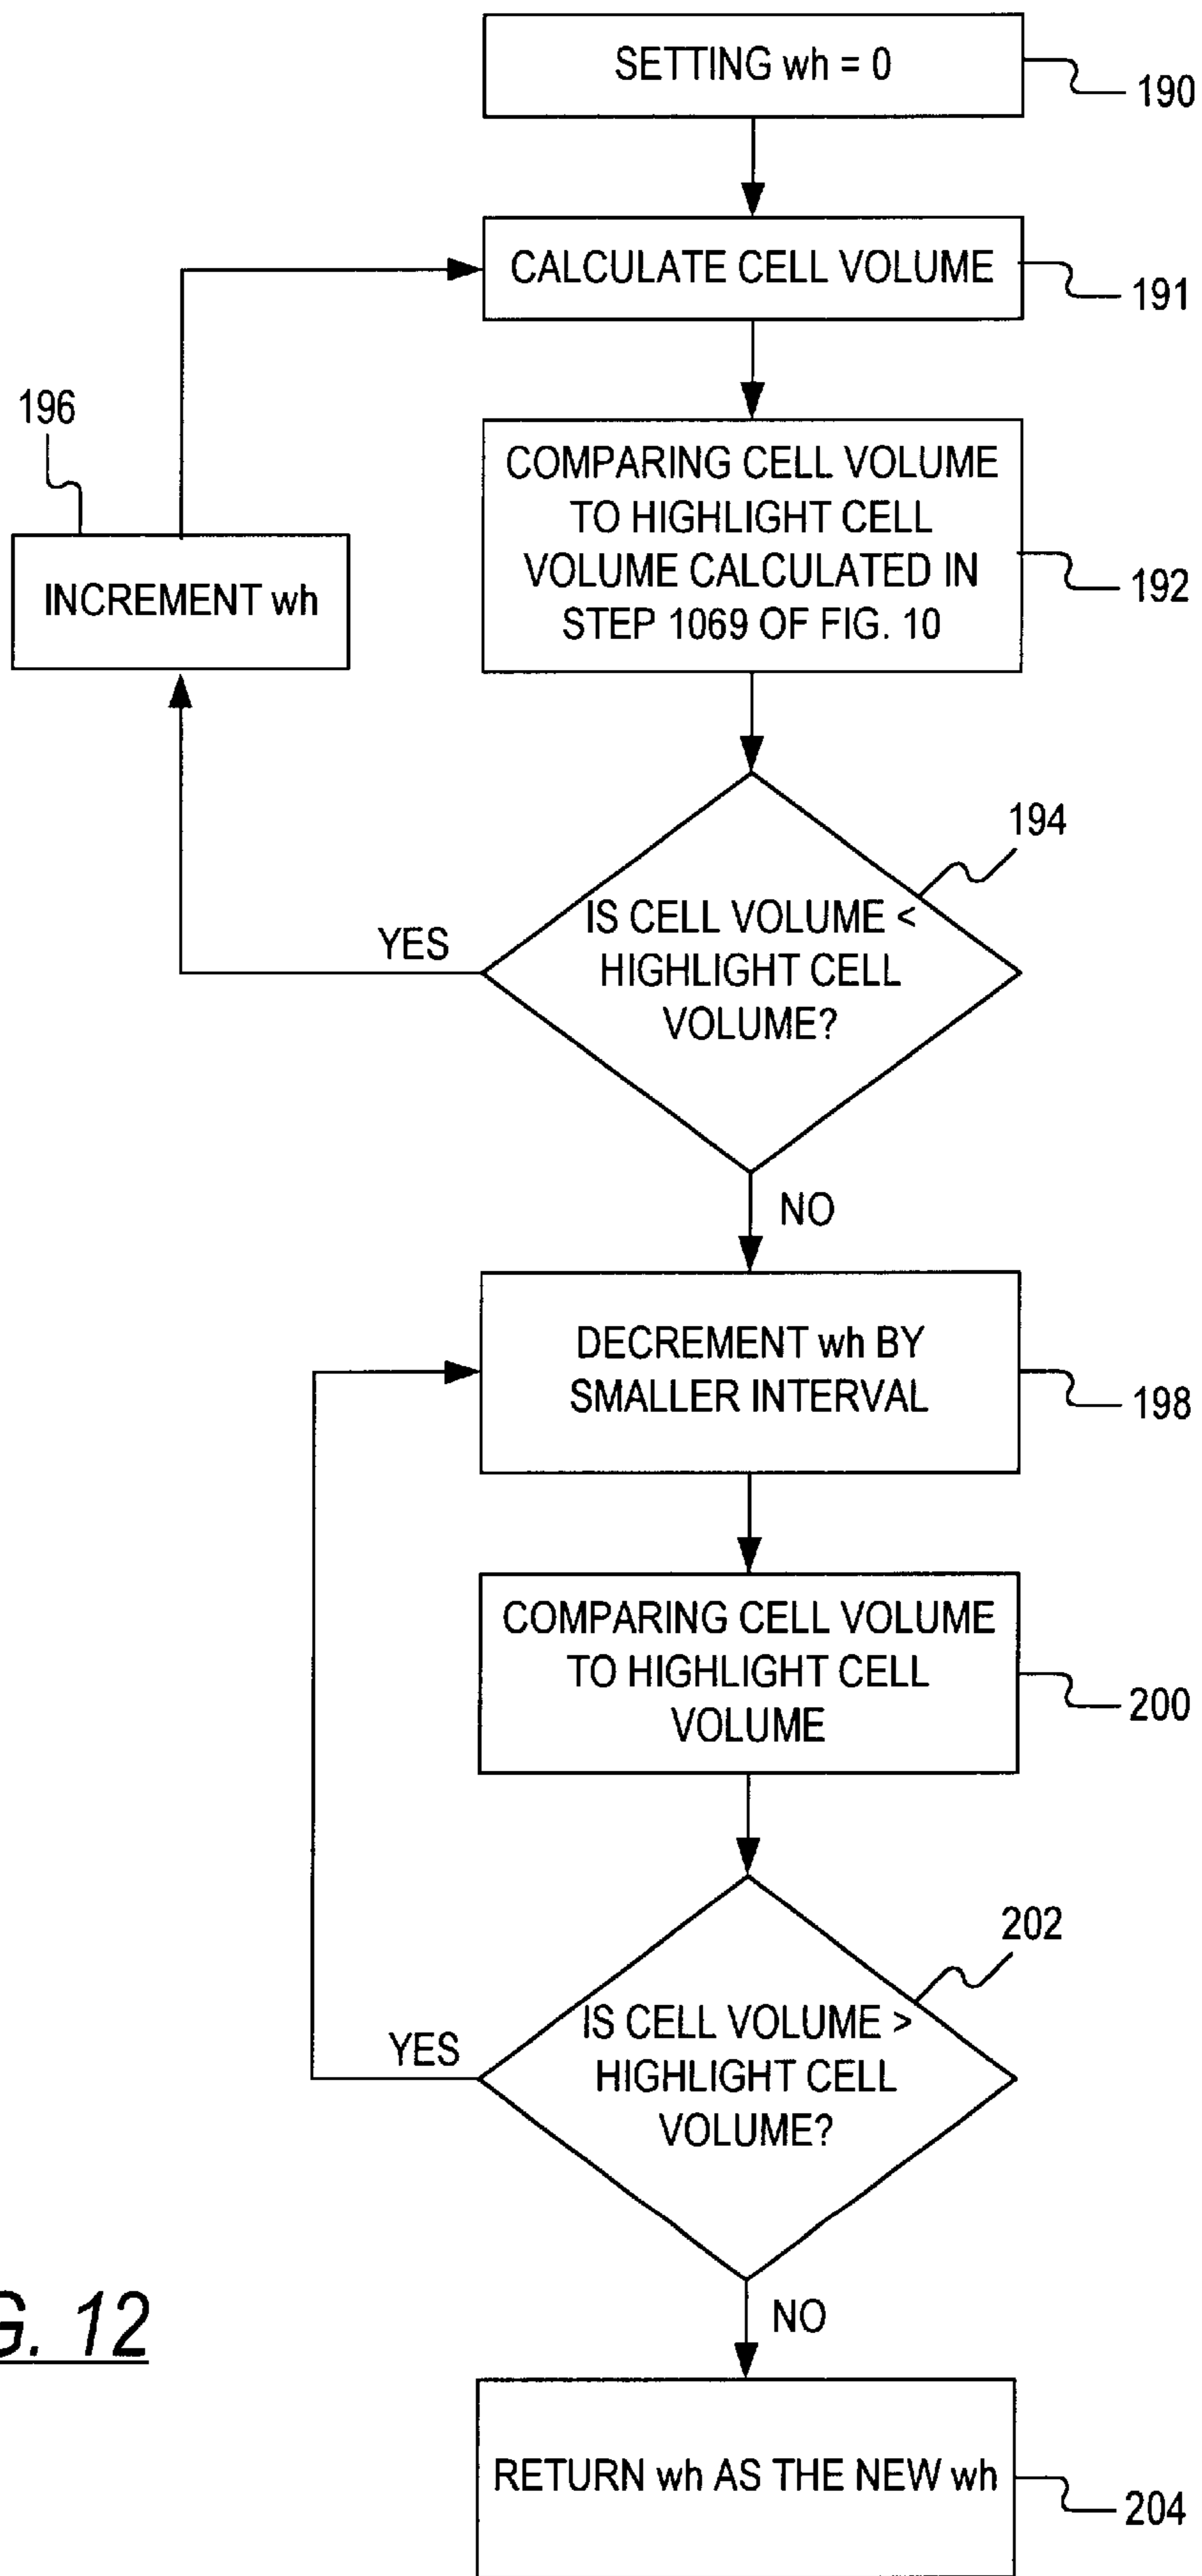 SETTING wh = 0
190
CALCULATE CELL VOLUME
191
196
COMPARING CELL VOLUME
TO HIGHLIGHT CELL
VOLUME CALCULATED IN
STEP 1069 OF FIG. 10
192
INCREMENT wh
194
IS CELL VOLUME <
HIGHLIGHT CELL
VOLUME?
YES
NO
DECREMENT wh BY
SMALLER INTERVAL
198
COMPARING CELL VOLUME
TO HIGHLIGHT CELL
VOLUME
200
202
IS CELL VOLUME >
HIGHLIGHT CELL
VOLUME?
YES
NO
G. 12
RETURN wh AS THE NEW wh
204